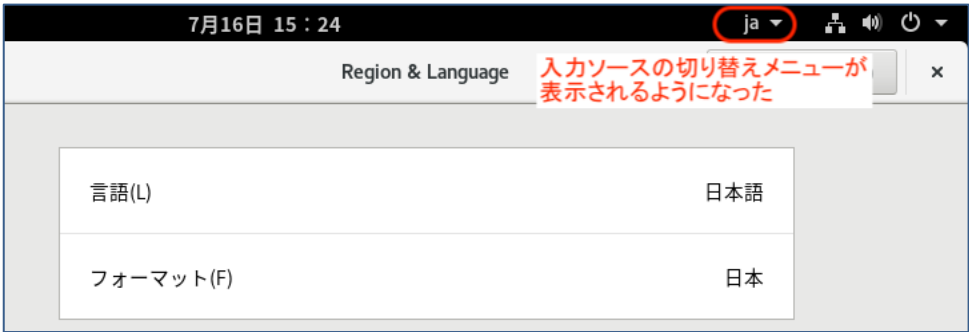 7月16日 15：24
ja
Region & Language
入力ソースの切り替えメニューが
表示されるようになった
言語(L)
日本語
フォーマット(F)
日本